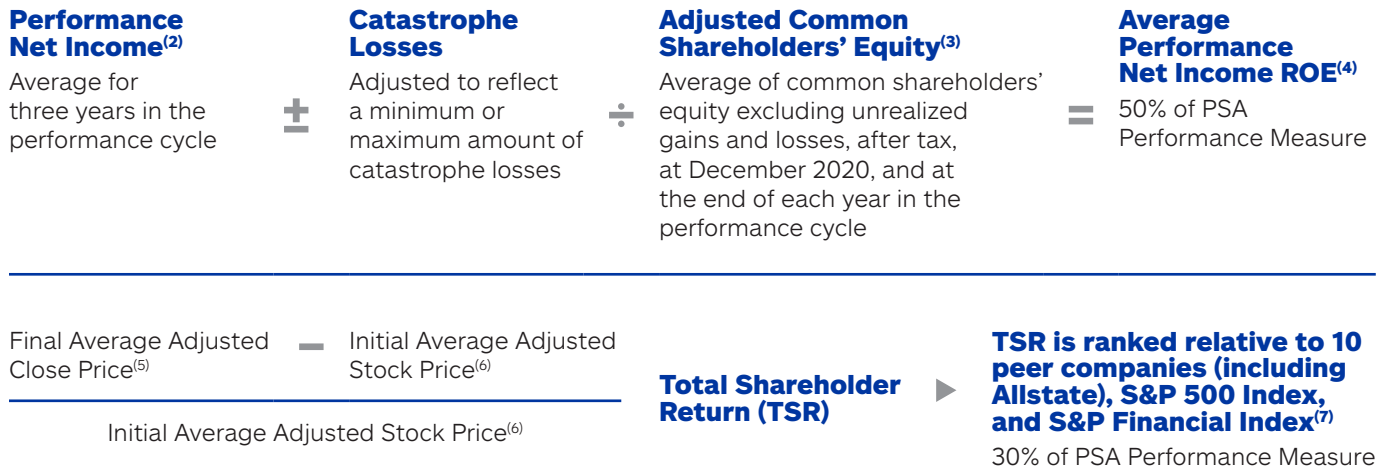 Performance
Net Income(2)
Average for
three years in the
performance cycle
±
Catastrophe
Losses
Adjusted to reflect
a minimum or
maximum amount of
catastrophe losses
÷
Adjusted Common
Shareholders’ Equity(3)
Average of common shareholders’
equity excluding unrealized
gains and losses, after tax,
at December 2020, and at
the end of each year in the
performance cycle
=
Average
Performance
Net Income ROE(4)
50% of PSA
Performance Measure
Final Average Adjusted
Close Price(5)
–
Initial Average Adjusted
Stock Price(6)
Initial Average Adjusted Stock Price(6)
Total Shareholder
Return (TSR)
TSR is ranked relative to 10
peer companies (including
Allstate), S&P 500 Index,
and S&P Financial Index(7)
30% of PSA Performance Measure